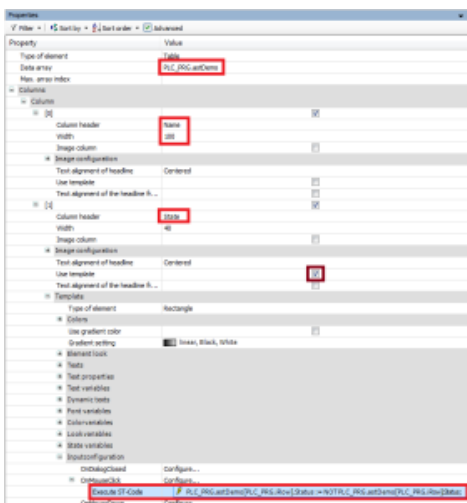 Properties
Filter Sort by Sort order Advanced
Property Value
Type of element Table
Data array PLC_PRG.astDemo
Max. array index
Columns
Column
[0]
Column header Name
Width 100
Image column
Image configuration
Text alignment of headline Centered
Use template
Text alignment of the headline fr...
[1]
Column header State
Width 40
Image column
Image configuration
Text alignment of headline Centered
Use template
Text alignment of the headline fr...
Template
Type of element Rectangle
Colors
Use gradient color
Gradient setting linear, Black, White
Element look
Texts
Text properties
Text variables
Dynamic texts
Font variables
Colorvariables
Look variables
State variables
Inputconfiguration
OnDialogClosed Configure...
OnMouseClick Configure...
Execute ST-Code PLC_PRG.astDemo[PLC_PRG.iRow].Status := NOT PLC_PRG.astDemo[PLC_PRG.iRow].Status
Configure...